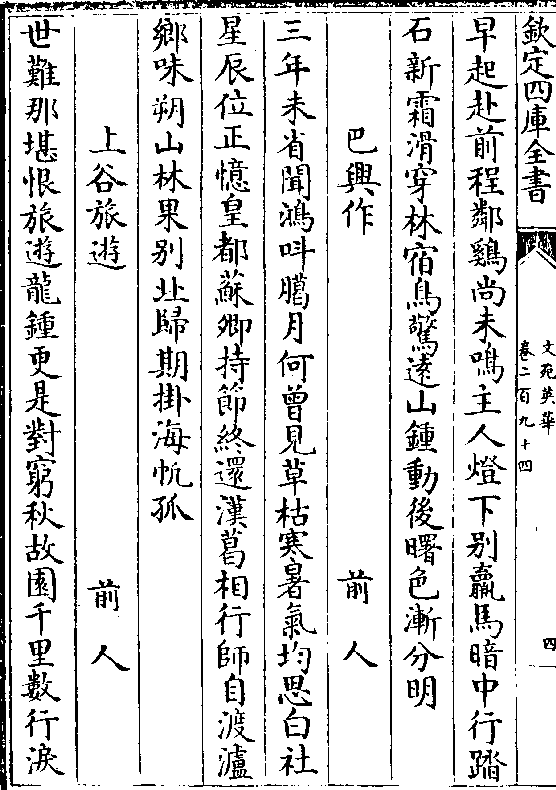 欽定四庫全書
文苑英華
卷二百九十四
四
早起赴前程鄰鷄尚未鳴主人燈下别羸馬暗中行踏
石新霜滑穿林宿鳥驚遠山鍾動後曙色漸分明
巴興作
前人
三年未省聞鴻呌臈月何曾見草枯寒暑氣均思白社
星辰位正憶皇都蘇卿持節終還漢葛相行師自渡瀘
鄉味朔山林果别北歸期掛海帆孤
上谷旅遊
前人
世難那堪恨旅遊龍鍾更是對窮秋故園千里數行淚